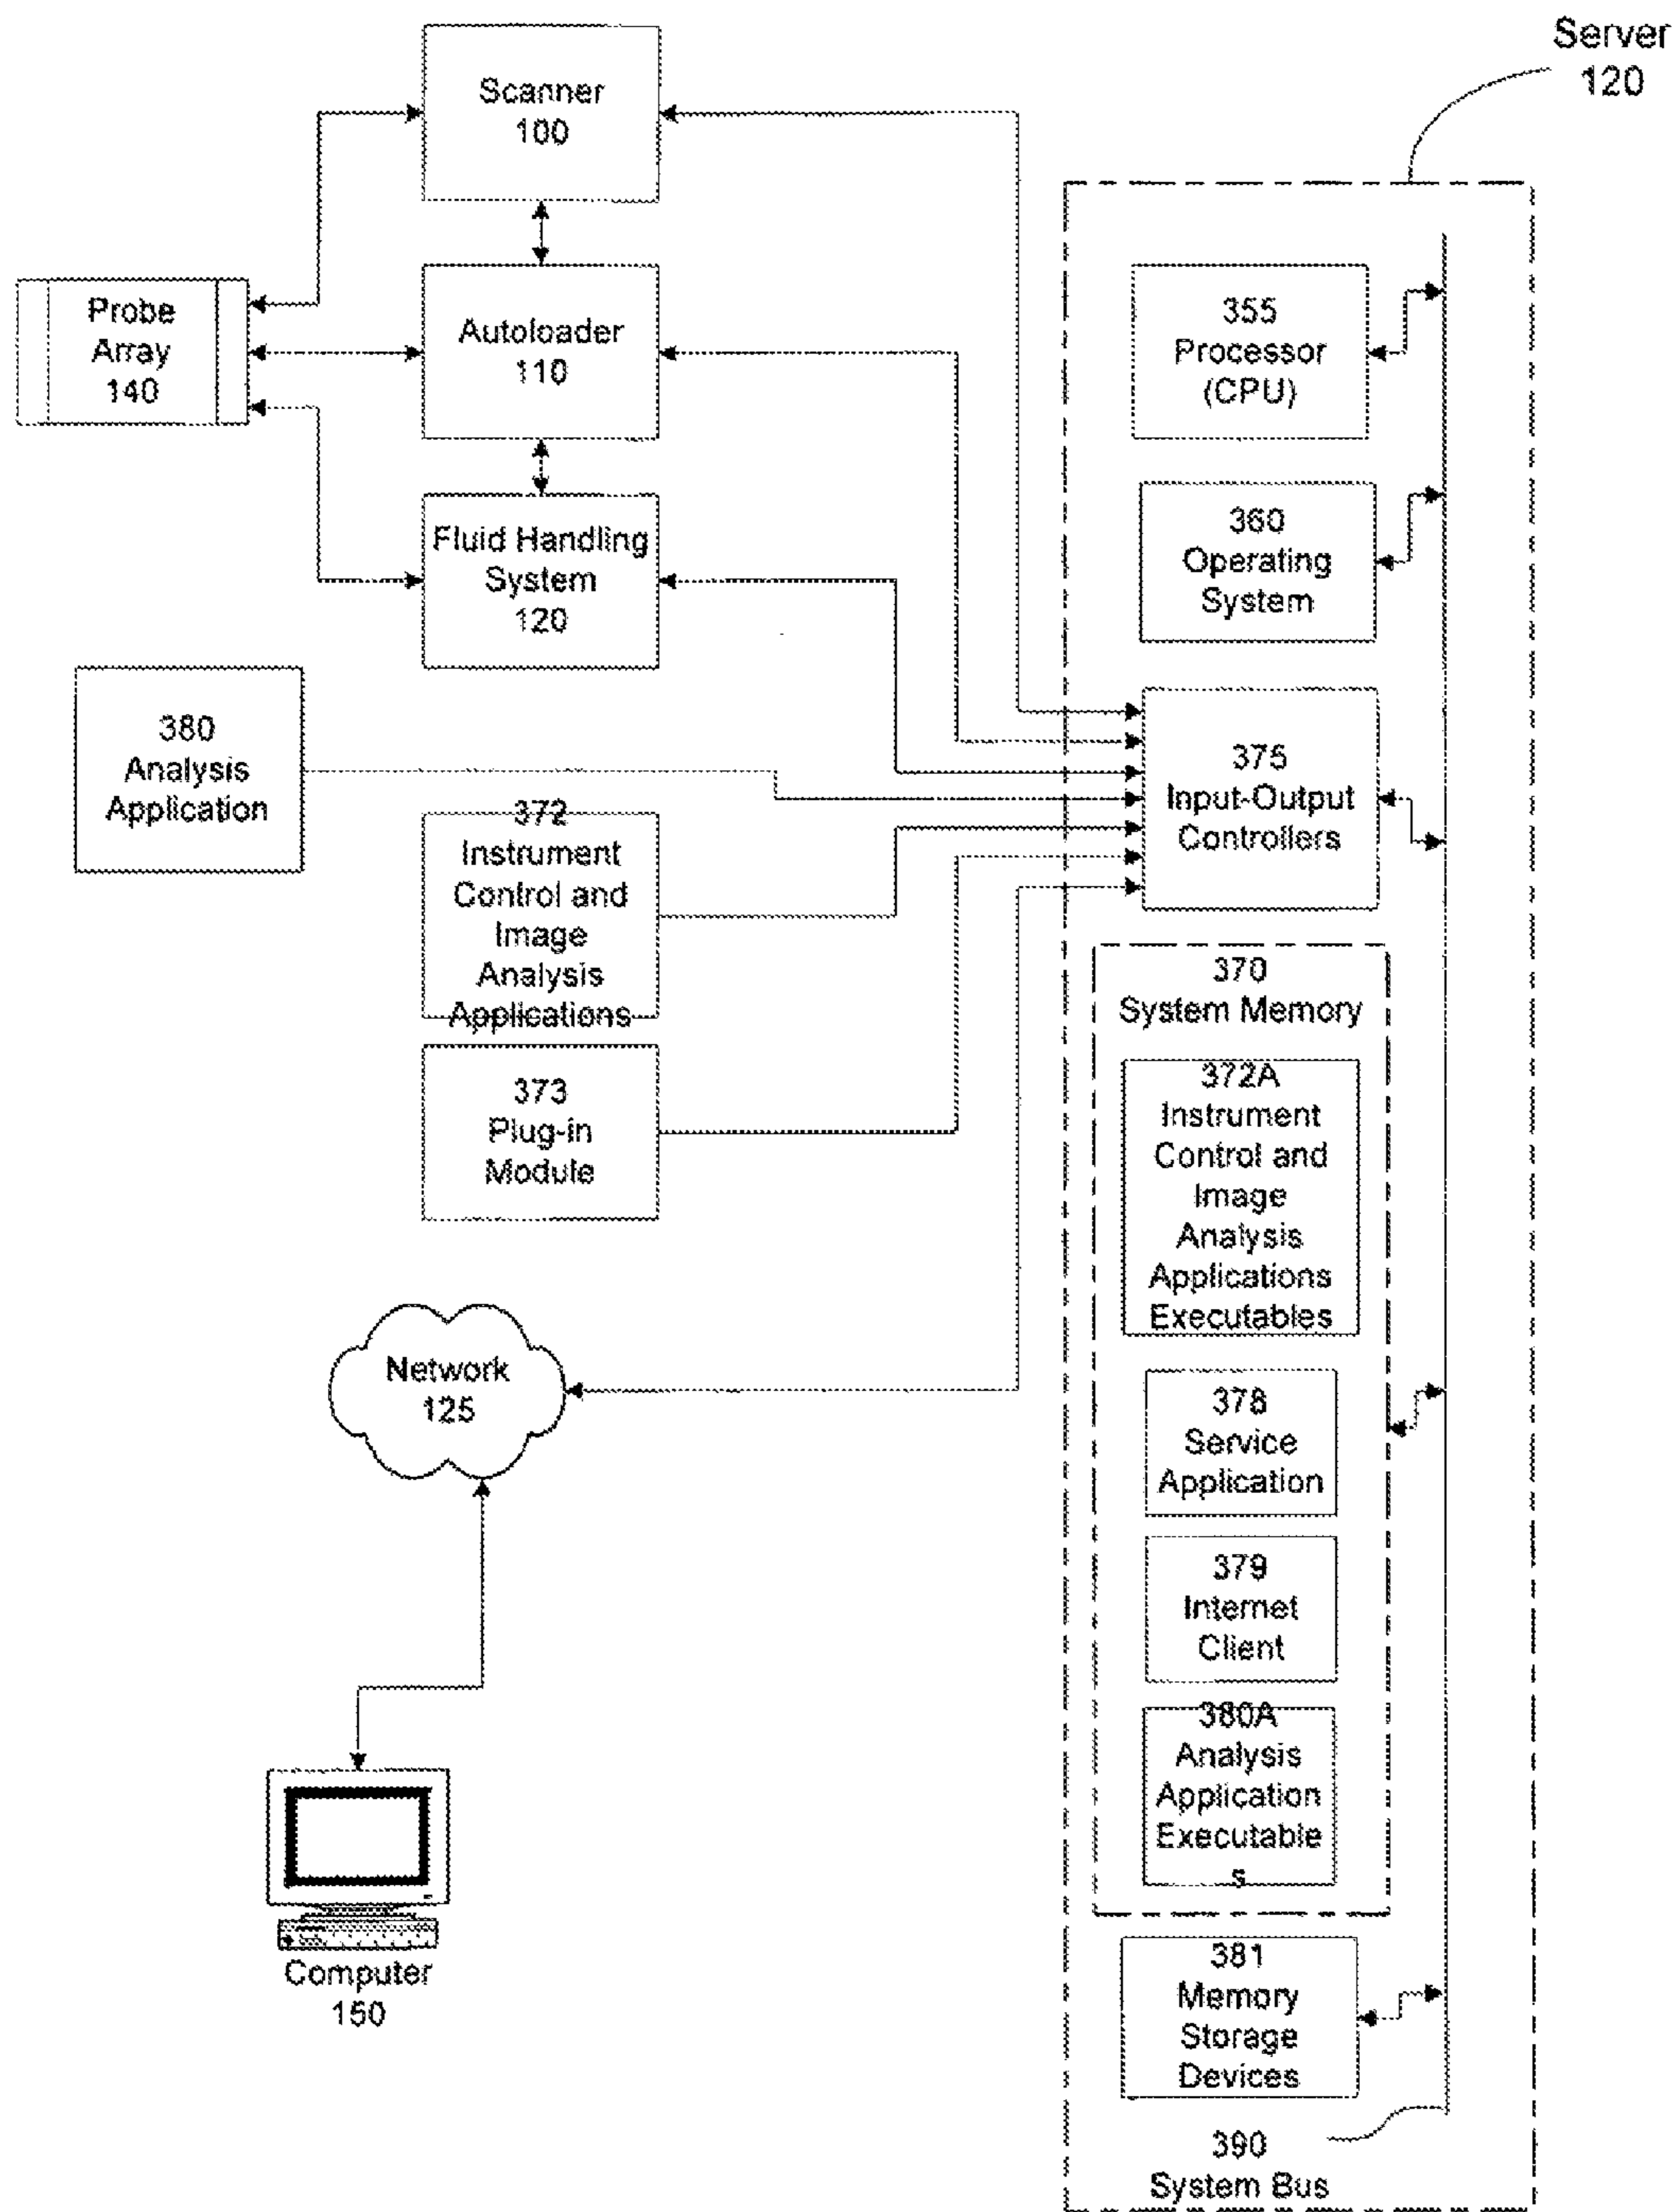 Server
120
Scanner
100
Probe
Array
140
Autoloader
110
Fluid Handling
System
120
355
Processor
(CPU)
360
Operating
System
380
Analysis
Application
375
Input-Output
Controllers
372
Instrument
Control and
Image
Analysis
Applications
373
Plug-in
Module
370
System Memory
372A
Instrument
Control and
Image
Analysis
Applications
Executables
Network
125
378
Service
Application
379
Internet
Client
380A
Analysis
Application
Executable
s
Computer
150
381
Memory
Storage
Devices
390
System Bus